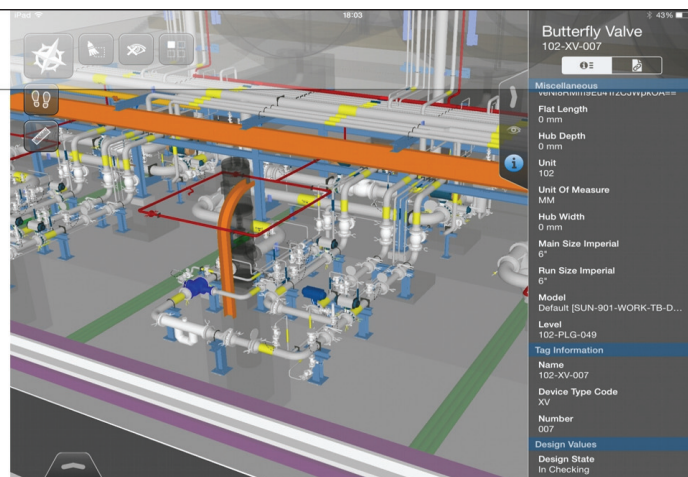 iPad
18:03
43%
Butterfly Valve
102-XV-007
Miscellaneous
Flat Length
0 mm
Hub Depth
0 mm
Unit
102
Unit Of Measure
MM
Hub Width
0 mm
Main Size Imperial
6"
Run Size Imperial
6"
Model
Default [SUN-901-WORK-TB-D...
Level
102-PLG-049
Tag Information
Name
102-XV-007
Device Type Code
XV
Number
007
Design Values
Design State
In Checking